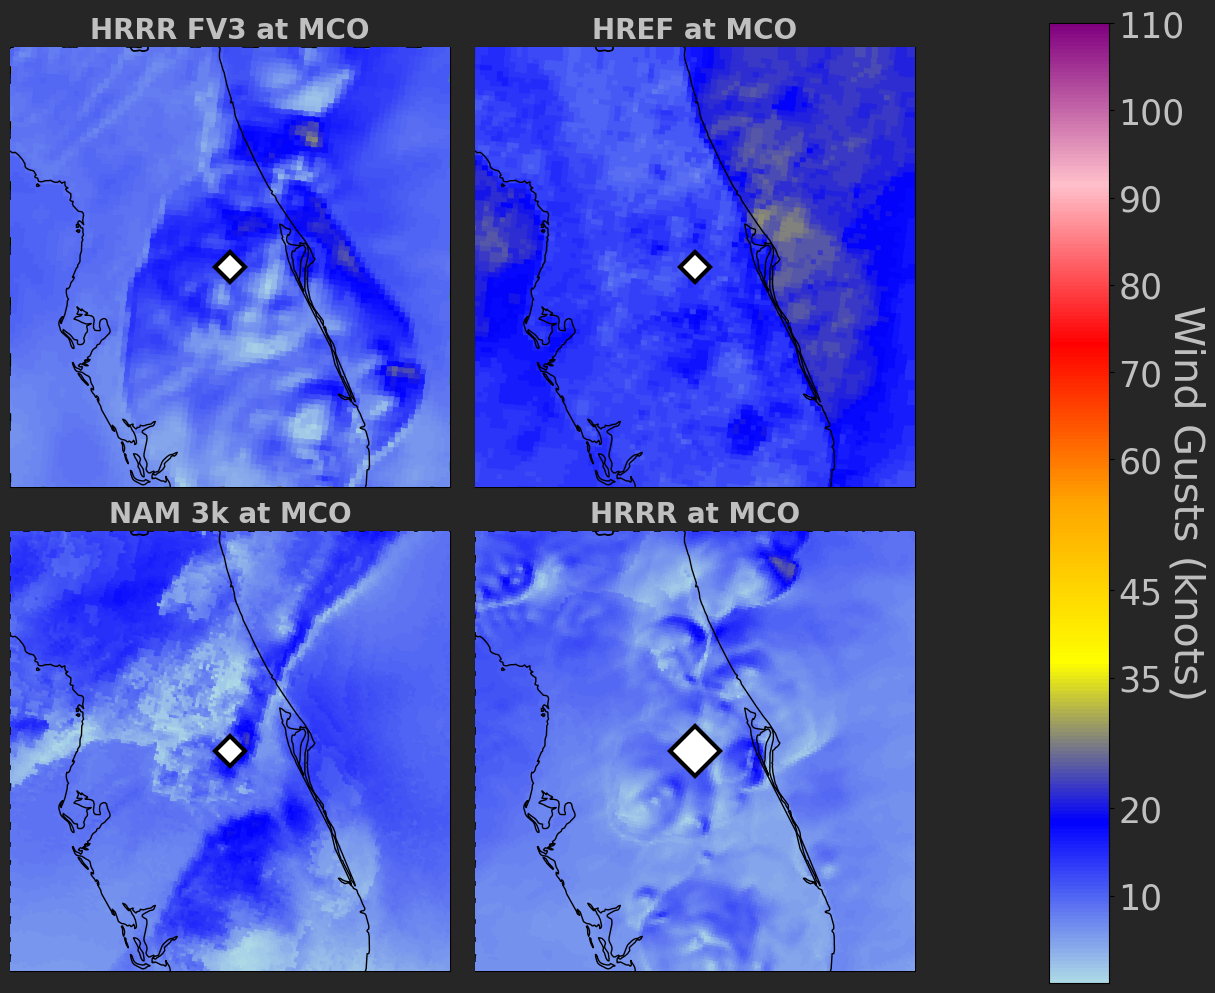 HRRR FV3 at MCO
HREF at MCO
NAM 3k at MCO
HRRR at MCO
110
100
90
80
70
60
45
35
20
10
Wind Gusts (knots)